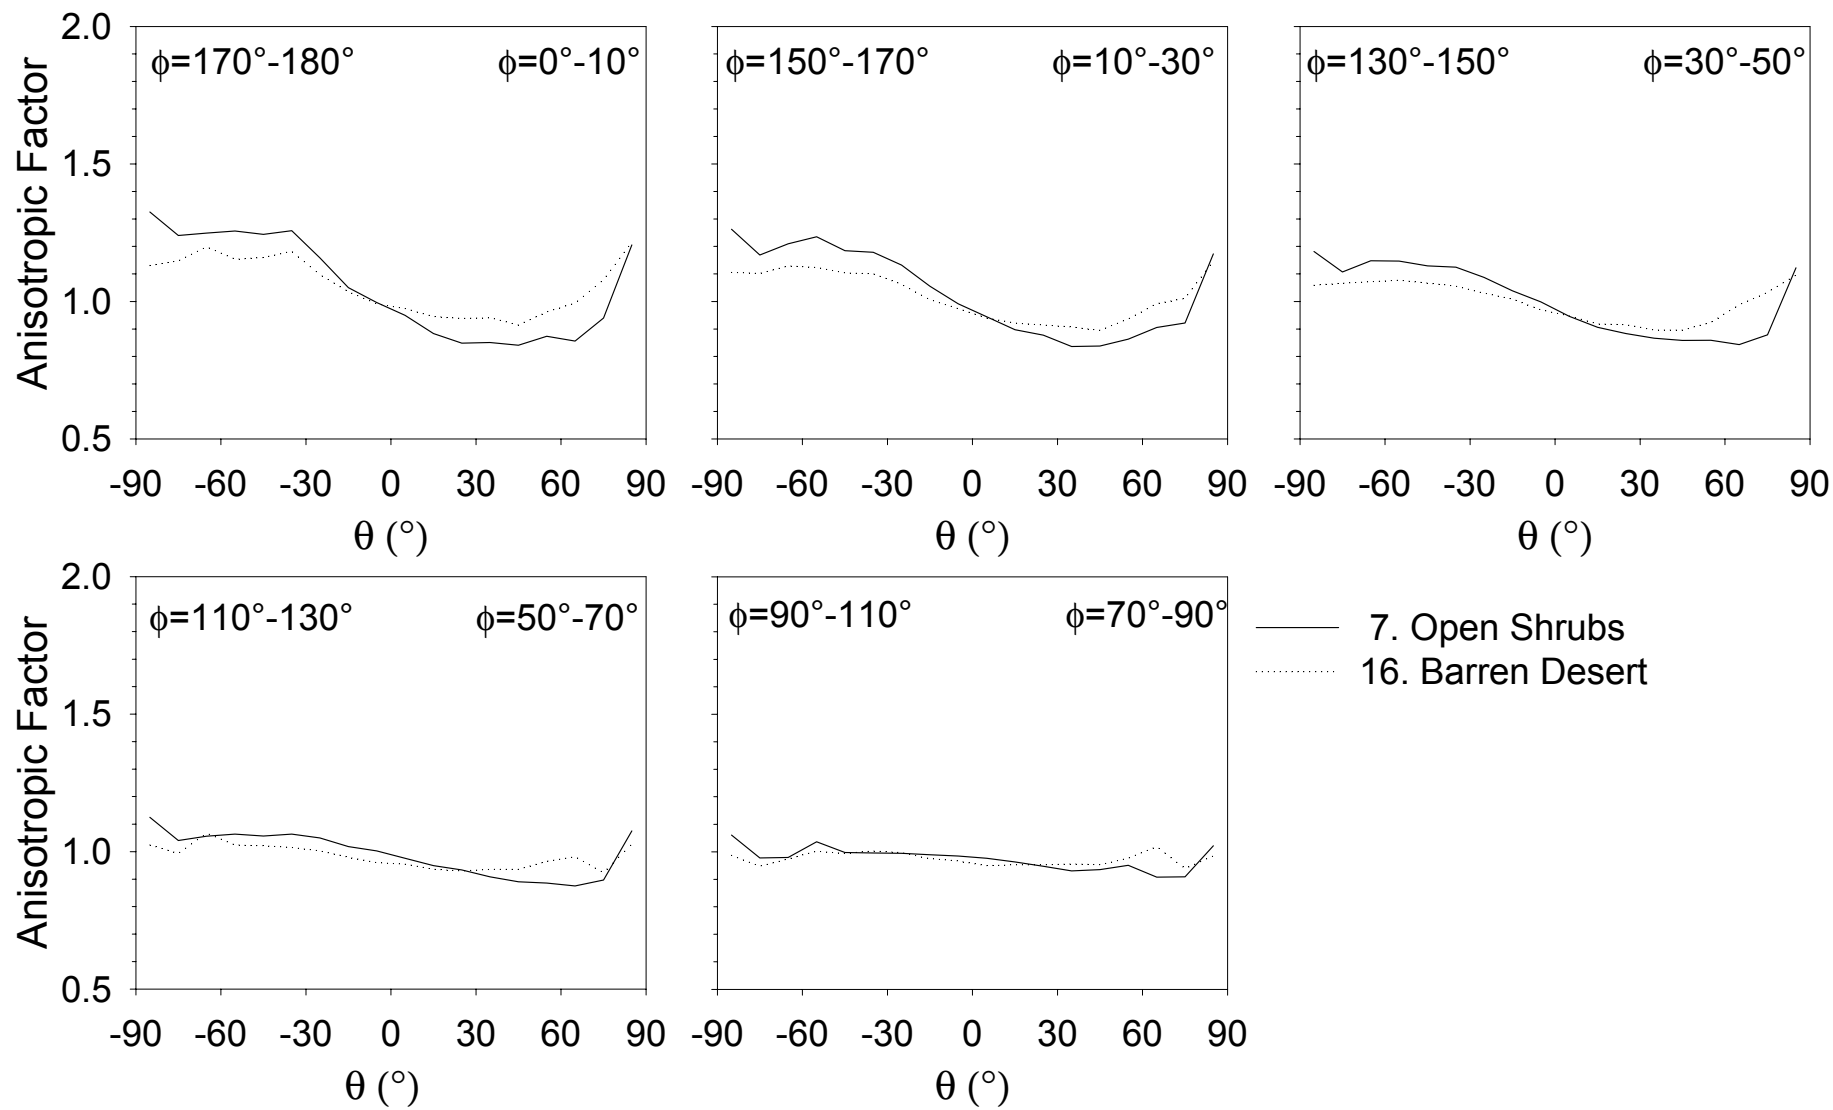 2.0
ϕ=170°-180° ϕ=0°-10°
1.5
Anisotropic Factor
1.0
0.5
-90 -60 -30 0 30 60 90
θ (°)
ϕ=150°-170° ϕ=10°-30°
-90 -60 -30 0 30 60 90
θ (°)
ϕ=130°-150° ϕ=30°-50°
-90 -60 -30 0 30 60 90
θ (°)
2.0
ϕ=110°-130° ϕ=50°-70°
1.5
Anisotropic Factor
1.0
0.5
-90 -60 -30 0 30 60 90
θ (°)
ϕ=90°-110° ϕ=70°-90°
-90 -60 -30 0 30 60 90
θ (°)
7. Open Shrubs
16. Barren Desert